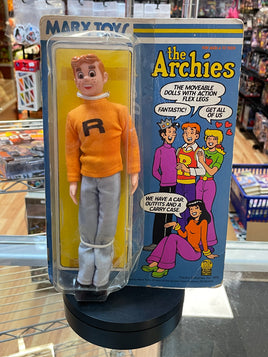 MARX TOYS
the
Archies
THE MOVEABLE
DOLLS WITH ACTION
FLEX LEGS
FANTASTIC!
GET ALL
OF US
R
WE HAVE A CAR,
OUTFITS AND A
CARRY CASE